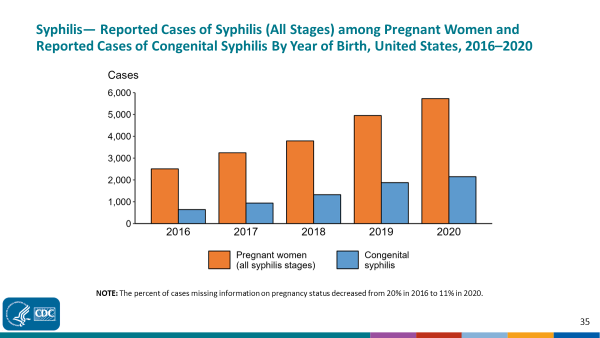 Syphilis— Reported Cases of Syphilis (All Stages) among Pregnant Women and
Reported Cases of Congenital Syphilis By Year of Birth, United States, 2016–2020
Cases
6,000
5,000
4,000
3,000
2,000
1,000
0
2016 2017 2018 2019 2020
Pregnant women
(all syphilis stages)
Congenital
syphilis
NOTE: The percent of cases missing information on pregnancy status decreased from 20% in 2016 to 11% in 2020.
CDC
35